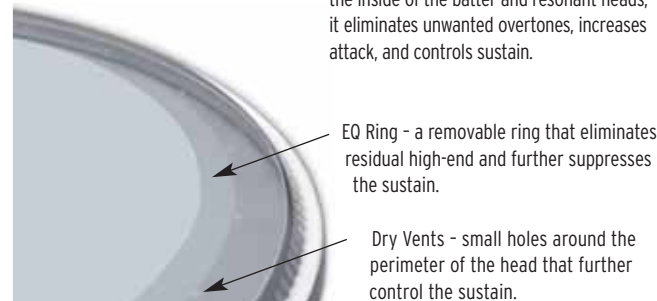 the inside of the batter and resonant heads,
it eliminates unwanted overtones, increases
attack, and controls sustain.
EQ Ring – a removable ring that eliminates
residual high-end and further suppresses
the sustain.
Dry Vents – small holes around the
perimeter of the head that further
control the sustain.